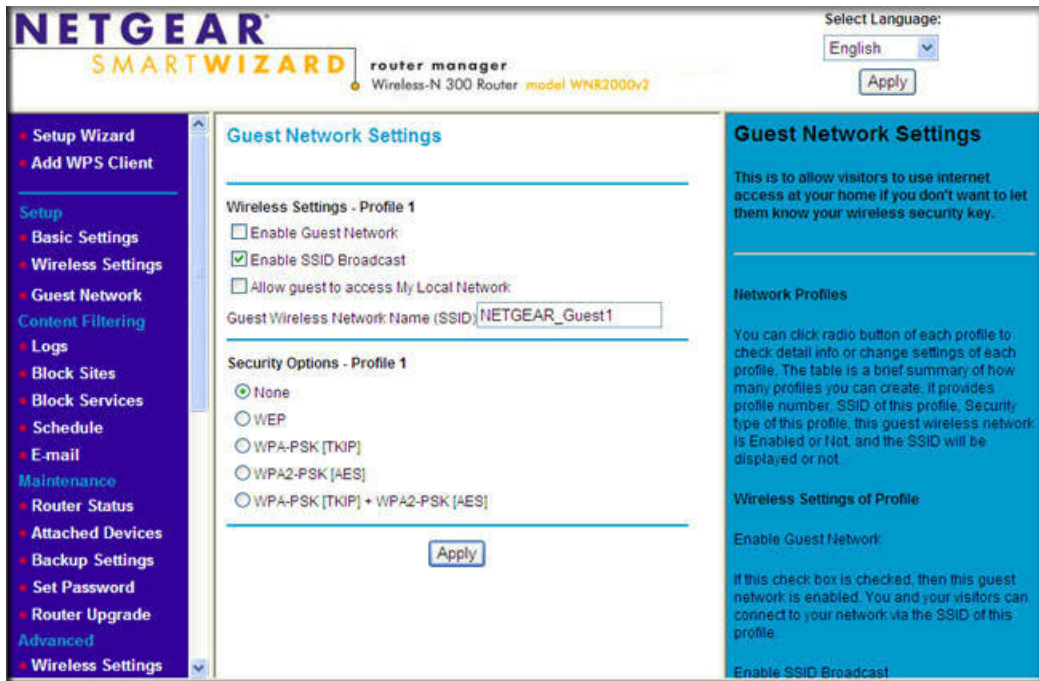 NETGEAR
SMARTWIZARD
router manager
Wireless-N 300 Router model WNR2000v2
Select Language:
English
Apply
Setup Wizard
Add WPS Client
Setup
Basic Settings
Wireless Settings
Guest Network
Content Filtering
Logs
Block Sites
Block Services
Schedule
E-mail
Maintenance
Router Status
Attached Devices
Backup Settings
Set Password
Router Upgrade
Advanced
Wireless Settings
Guest Network Settings
Wireless Settings - Profile 1
Enable Guest Network
Enable SSID Broadcast
Allow guest to access My Local Network
Guest Wireless Network Name (SSID) NETGEAR_Guest1
Security Options - Profile 1
None
WEP
WPA-PSK [TKIP]
WPA2-PSK [AES]
WPA-PSK [TKIP] + WPA2-PSK [AES]
Apply
Guest Network Settings
This is to allow visitors to use internet
access at your home if you don't want to let
them know your wireless security key.
Network Profiles
You can click radio button of each profile to
check detail info or change settings of each
profile. The table is a brief summary of how
many profiles you can create, it provides
profile number, SSID of this profile, Security
type of this profile, this guest wireless network
is Enabled or Not, and the SSID will be
displayed or not.
Wireless Settings of Profile
Enable Guest Network
If this check box is checked, then this guest
network is enabled. You and your visitors can
connect to your network via the SSID of this
profile.
Enable SSID Broadcast